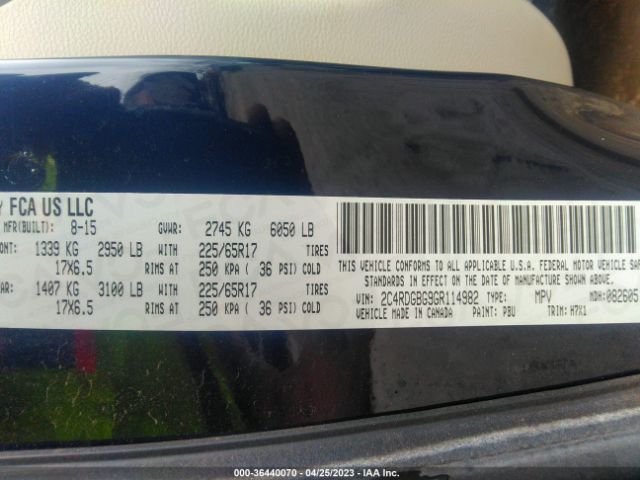 FCA US LLC
MFR(BUILT): 8-15 GVWR: 2745 KG 6050 LB
1339 KG 2950 LB WITH 225/65R17 TIRES
17X6.5 RIMS AT 250 KPA ( 36 PSI) COLD
1407 KG 3100 LB WITH 225/65R17 TIRES
17X6.5 RIMS AT 250 KPA ( 36 PSI) COLD
THIS VEHICLE CONFORMS TO ALL APPLICABLE U.S.A. FEDERAL MOTOR VEHICLE
STANDARDS IN EFFECT ON THE DATE OF MANUFACTURE SHOWN ABOVE.
VIN: 2C4RDGBG9GR114982 TYPE: MPV MDH: 082605
VEHICLE MADE IN CANADA PAINT: PBU TRIM: H7X1
000-36440070 - 04/25/2023 - IAA Inc.